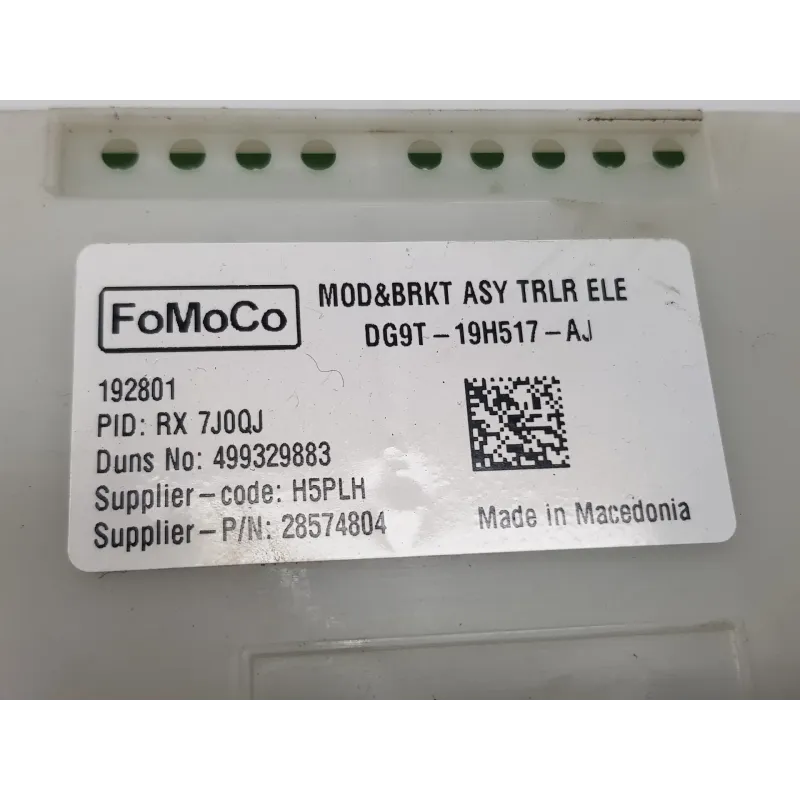 FoMoCo
MOD&BRKT ASY TRLR ELE
DG9T-19H517-AJ
192801
PID: RX 7J0QJ
Duns No: 499329883
Supplier-code: H5PLH
Supplier-P/N: 28574804
Made in Macedonia